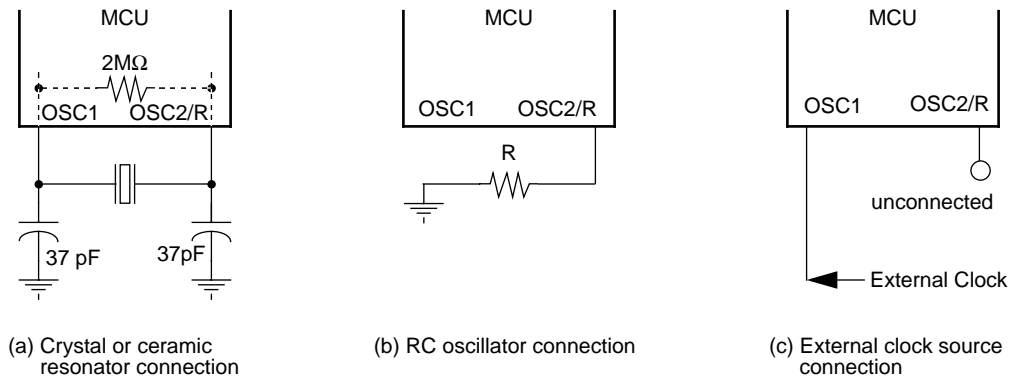 MCU
2MΩ
OSC1 OSC2/R
37 pF
37pF
(a) Crystal or ceramic
resonator connection
MCU
OSC1 OSC2/R
R
(b) RC oscillator connection
MCU
OSC1 OSC2/R
unconnected
External Clock
(c) External clock source
connection